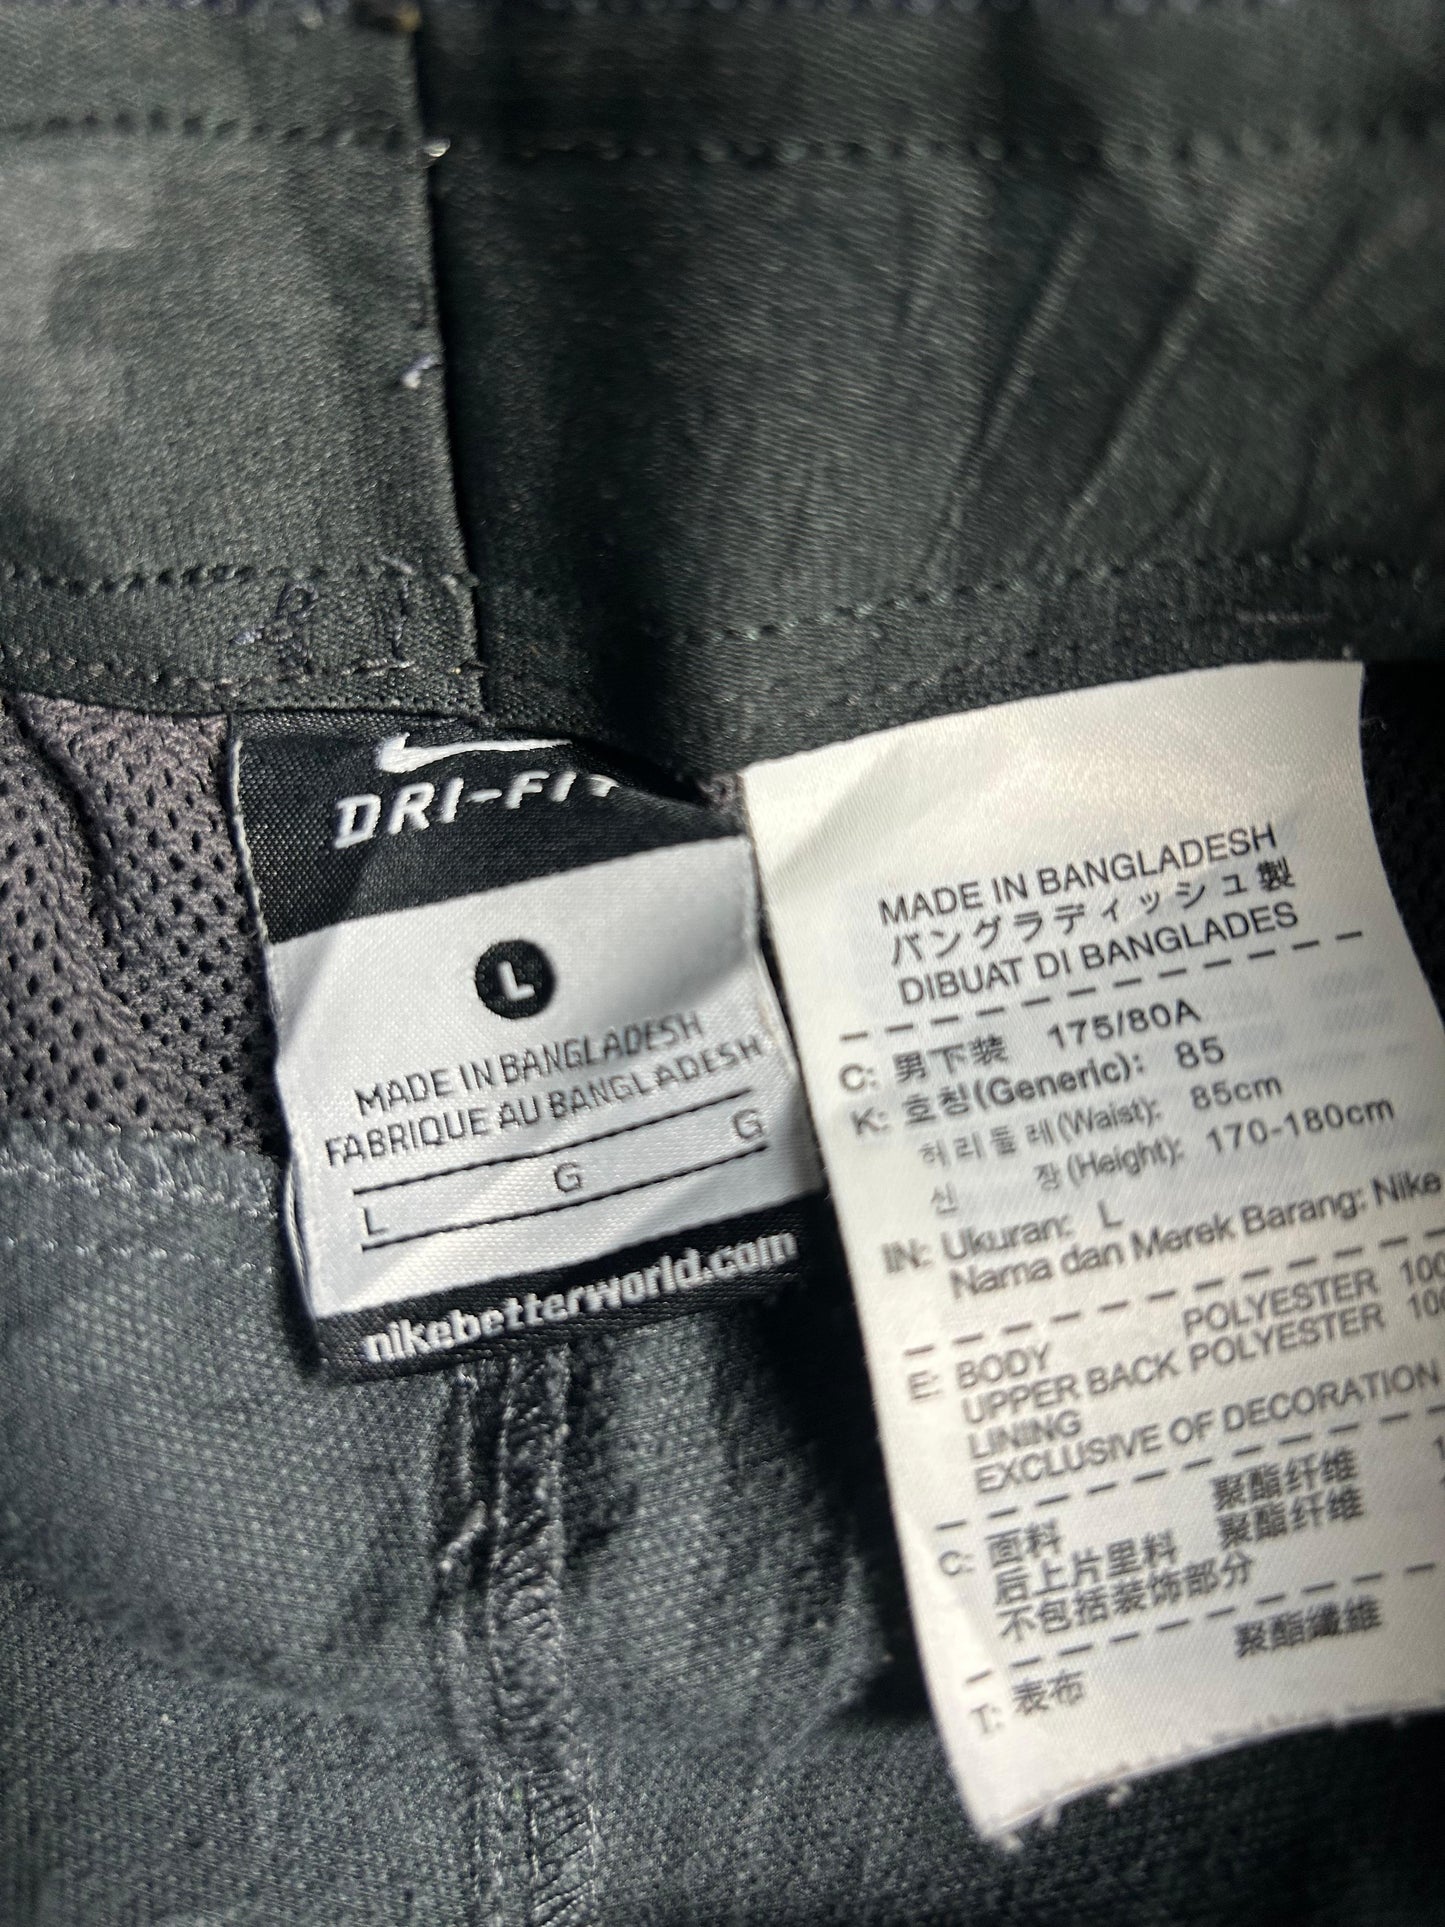 DRI-FIT
L
MADE IN BANGLADESH
FABRIQUE AU BANGLADESH
L G G
nikebetterworld.com
MADE IN BANGLADESH
バングラディッシュ製
DIBUAT DI BANGLADES
C: 男下装 175/80A
K: 호칭(Generic): 85
허리둘레(Waist): 85cm
신 장(Height): 170-180cm
IN: Ukuran: L
Nama dan Merek Barang: Nike
E: BODY POLYESTER 100
UPPER BACK POLYESTER 100
LINING
EXCLUSIVE OF DECORATION
C: 面料 聚酯纤维
后上片里料 聚酯纤维
不包括装饰部分
T: 表布 聚酯纖維